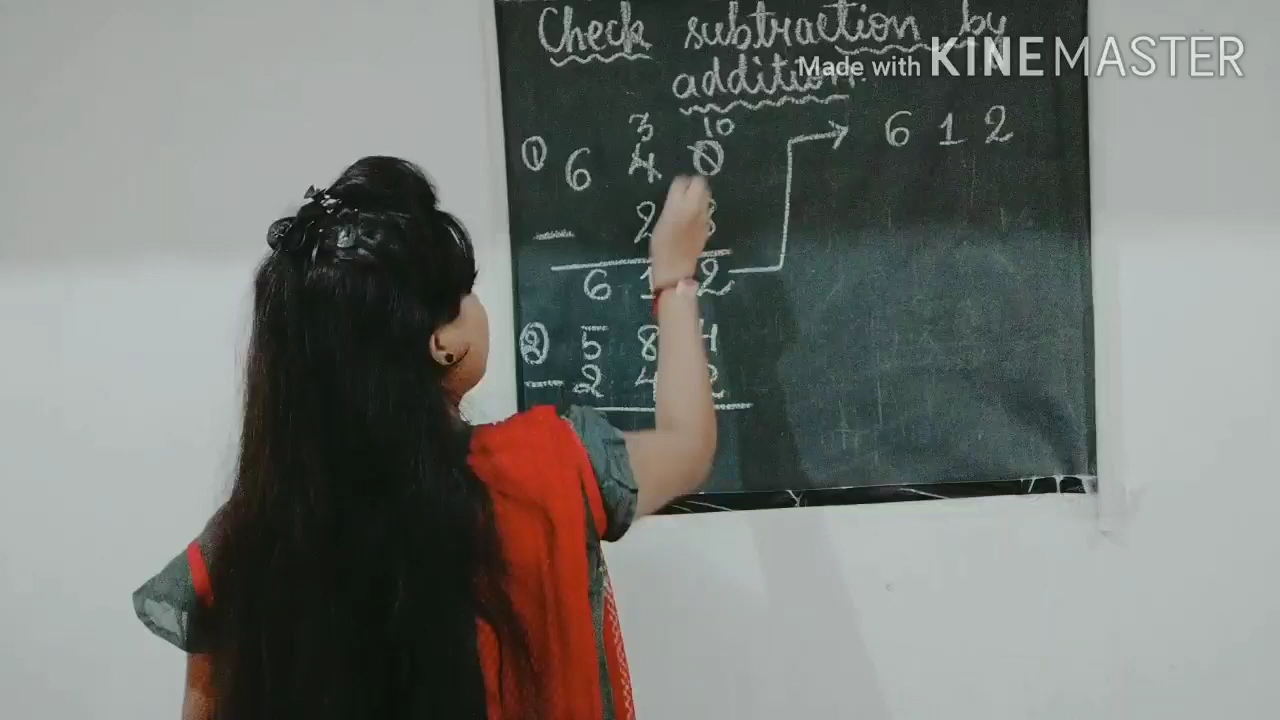 Check subtraction by
addition.
Made with KINEMASTER
3 10
① 6 4 0
— 2 8
6 1 2
→ 6 1 2
② 5 8 4
— 2 4 2